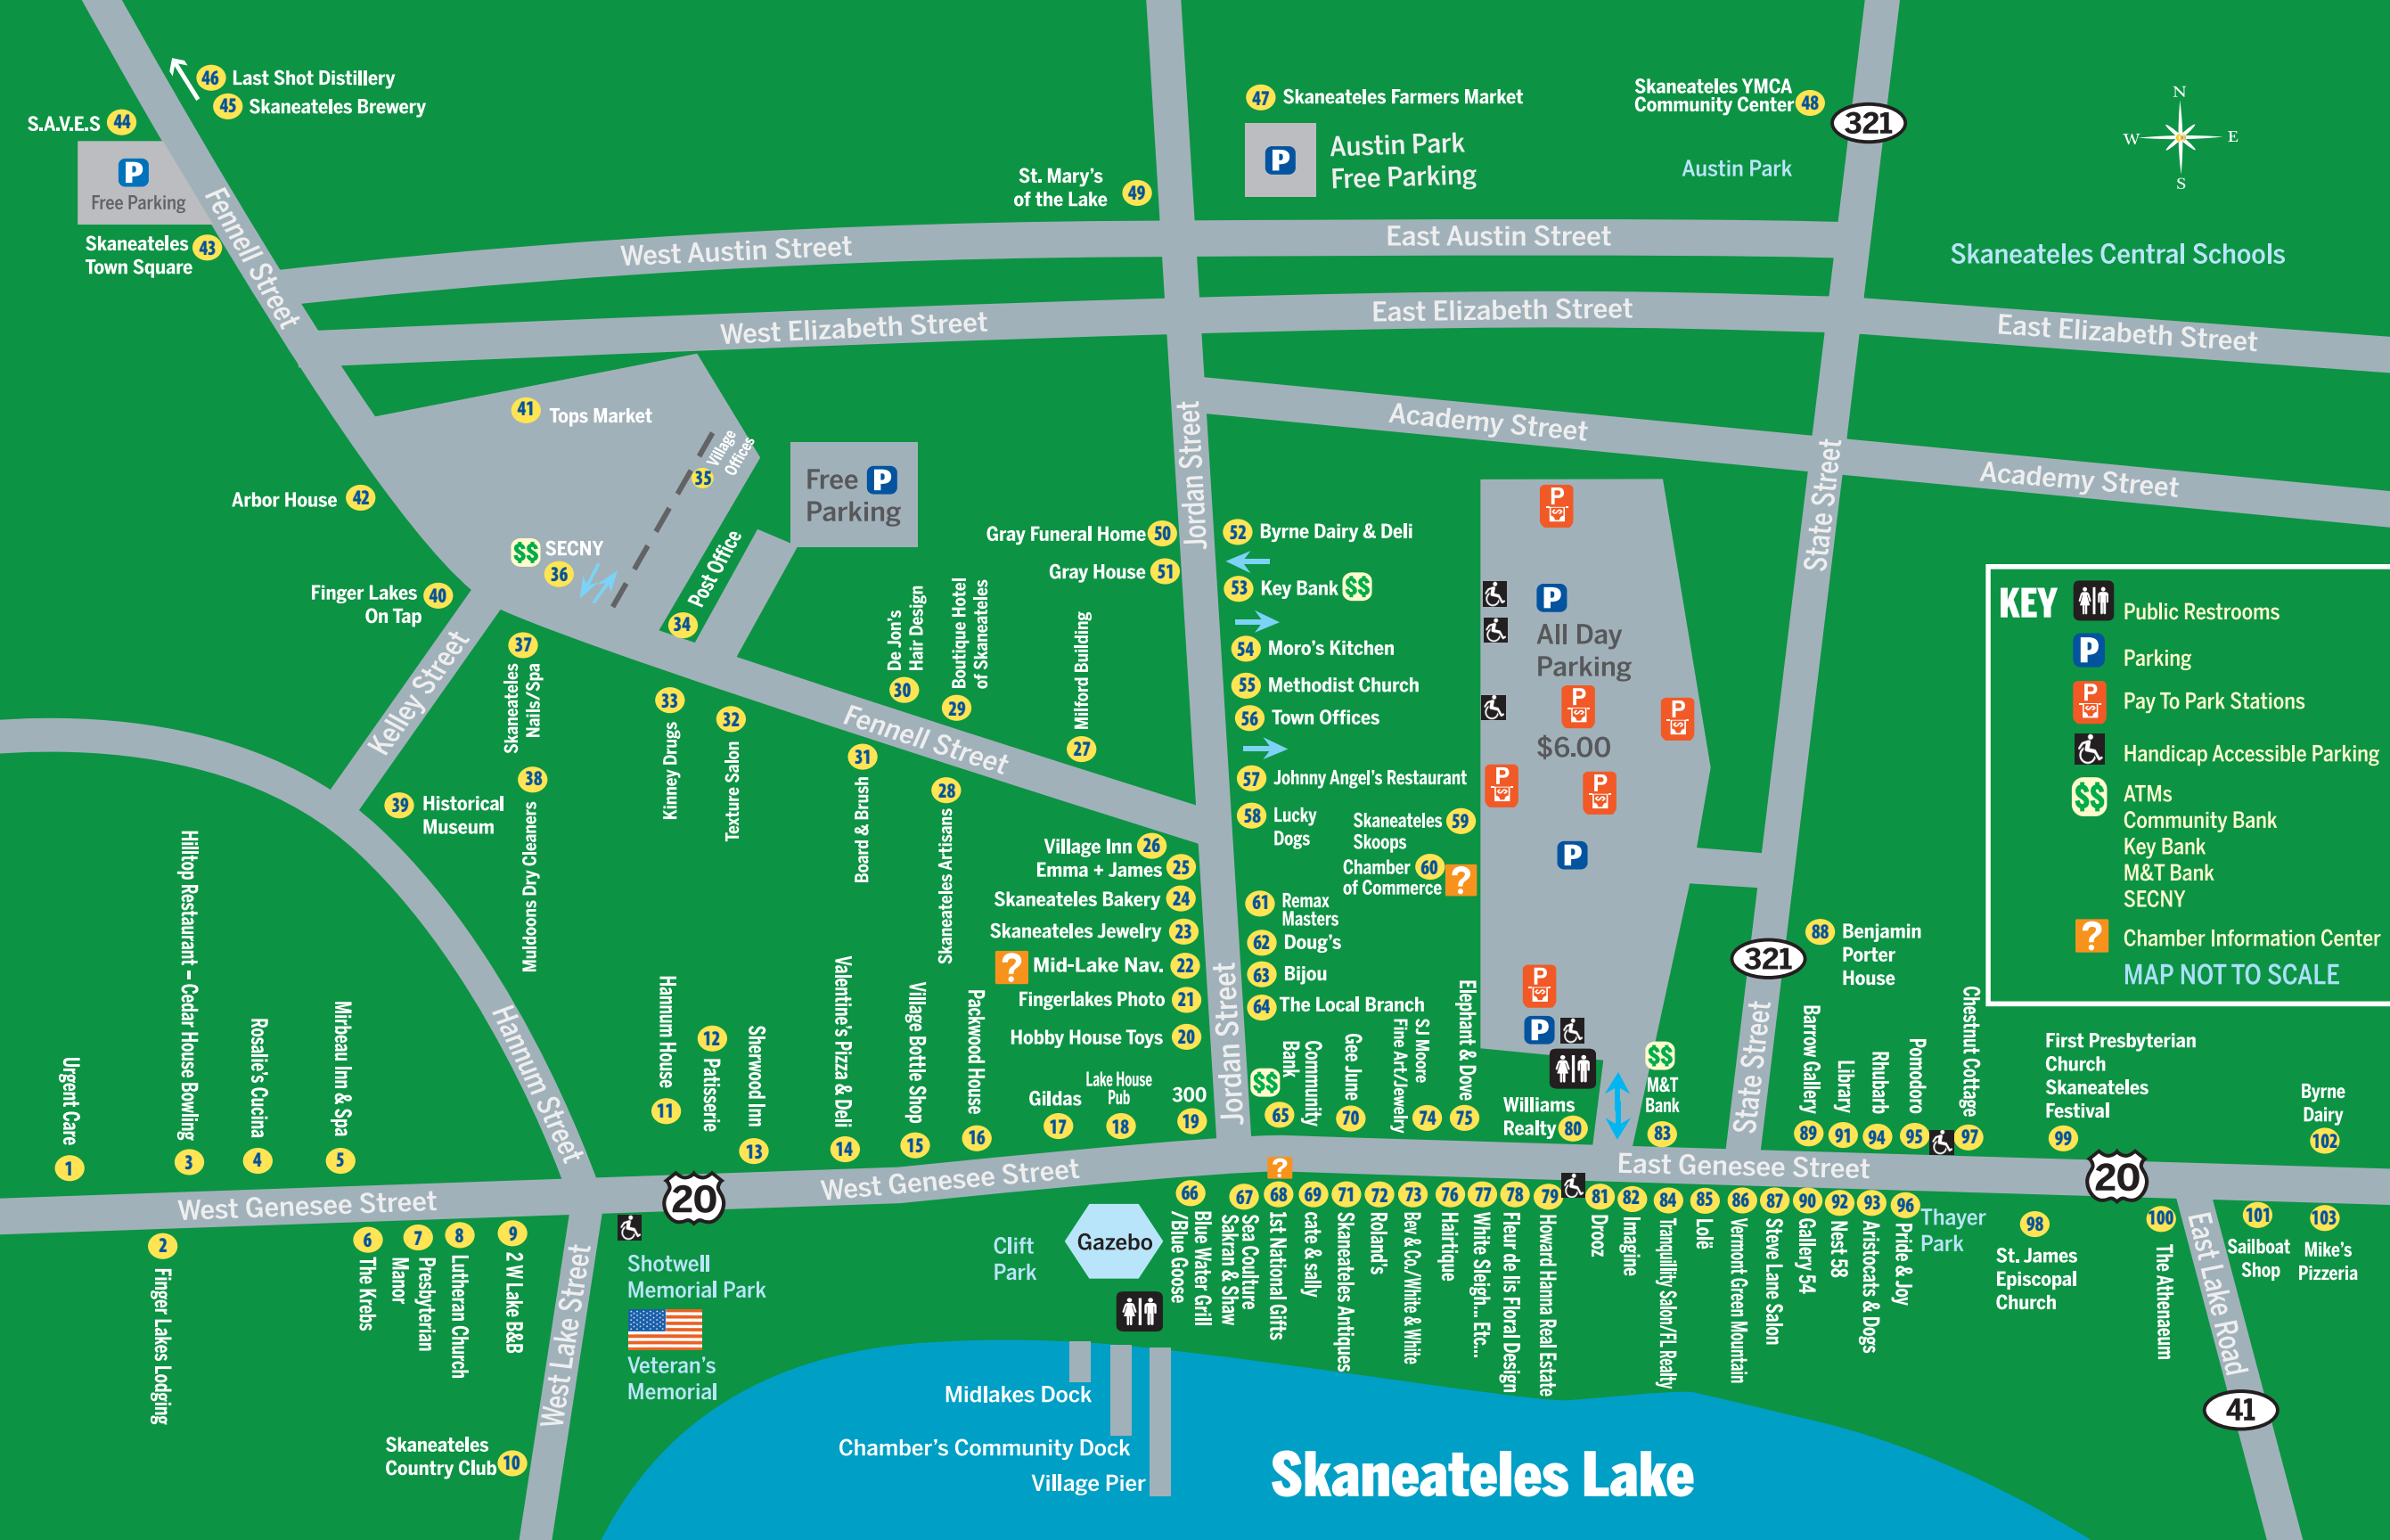 46 Last Shot Distillery
45 Skaneateles Brewery
S.A.V.E.S 44
P
Free Parking
Skaneateles 43
Town Square
Fennell Street
47 Skaneateles Farmers Market
P
Austin Park
Free Parking
Skaneateles YMCA
Community Center 48
321
Austin Park
N
W E
S
St. Mary's
of the Lake 49
Skaneateles Central Schools
West Austin Street
East Austin Street
West Elizabeth Street
East Elizabeth Street
East Elizabeth Street
Academy Street
Academy Street
Jordan Street
State Street
41 Tops Market
35 Village
Offices
Free P
Parking
Arbor House 42
$$ SECNY
36
Post Office
34
Finger Lakes 40
On Tap
Kelley Street
37
Skaneateles
Nails/Spa
38
Muldoons Dry Cleaners
39 Historical
Museum
33
Kinney Drugs
32
Texture Salon
De Jon's
Hair Design
30
Boutique Hotel
of Skaneateles
29
Milford Building
27
Fennell Street
31
Board & Brush
28
Skaneateles Artisans
Gray Funeral Home 50
Gray House 51
52 Byrne Dairy & Deli
53 Key Bank $$
54 Moro's Kitchen
55 Methodist Church
56 Town Offices
57 Johnny Angel's Restaurant
58 Lucky
Dogs
Skaneateles 59
Skoops
Chamber 60
of Commerce ?
61 Remax
Masters
62 Doug's
63 Bijou
64 The Local Branch
P
$
P
All Day
Parking
P
$
P
$
$6.00
P
$
P
$
P
P
$
P
Village Inn 26
Emma + James 25
Skaneateles Bakery 24
Skaneateles Jewelry 23
? Mid-Lake Nav. 22
Fingerlakes Photo 21
Hobby House Toys 20
Jordan Street
KEY
Public Restrooms
P Parking
P
$ Pay To Park Stations
Handicap Accessible Parking
$$ ATMs
Community Bank
Key Bank
M&T Bank
SECNY
? Chamber Information Center
MAP NOT TO SCALE
321
State Street
88 Benjamin
Porter
House
Hannum Street
Urgent Care
1
Hilltop Restaurant – Cedar House Bowling
3
Rosalie's Cucina
4
Mirbeau Inn & Spa
5
Hannum House
11
12
Patisserie
Sherwood Inn
13
Valentine's Pizza & Deli
14
Village Bottle Shop
15
Packwood House
16
Gildas
17
Lake House
Pub
18
300
19
$$
Community
Bank
65
Gee June
70
SJ Moore
Fine Art/Jewelry
74
Elephant & Dove
75
Williams
Realty 80
$$
M&T
Bank
83
Barrow Gallery
89
Library
91
Rhubarb
94
Pomodoro
95
Chestnut Cottage
97
First Presbyterian
Church
Skaneateles
Festival
99
Byrne
Dairy
102
West Genesee Street
20
West Genesee Street
East Genesee Street
20
2
Finger Lakes Lodging
6
The Krebs
7
Presbyterian
Manor
8
Lutheran Church
9
2 W Lake B&B
Skaneateles
Country Club 10
West Lake Street
Shotwell
Memorial Park
Veteran's
Memorial
Clift
Park
Gazebo
?
66
Blue Water Grill
/Blue Goose
67
Sea Coulture
Sakran & Shaw
68
1st National Gifts
69
cate & sally
71
Skaneateles Antiques
72
Roland's
73
Bev & Co./White & White
76
Hairtique
77
White Sleigh... Etc...
78
Fleur de lis Floral Design
79
Howard Hanna Real Estate
81
Drooz
82
Imagine
84
Tranquillity Salon/FL Realty
85
Lolë
86
Vermont Green Mountain
87
Steve Lane Salon
90
Gallery 54
92
Nest 58
93
Aristocats & Dogs
96
Pride & Joy
Thayer
Park
98
St. James
Episcopal
Church
100
The Athenaeum
East Lake Road
41
101
Sailboat
Shop
103
Mike's
Pizzeria
Midlakes Dock
Chamber's Community Dock
Village Pier
Skaneateles Lake